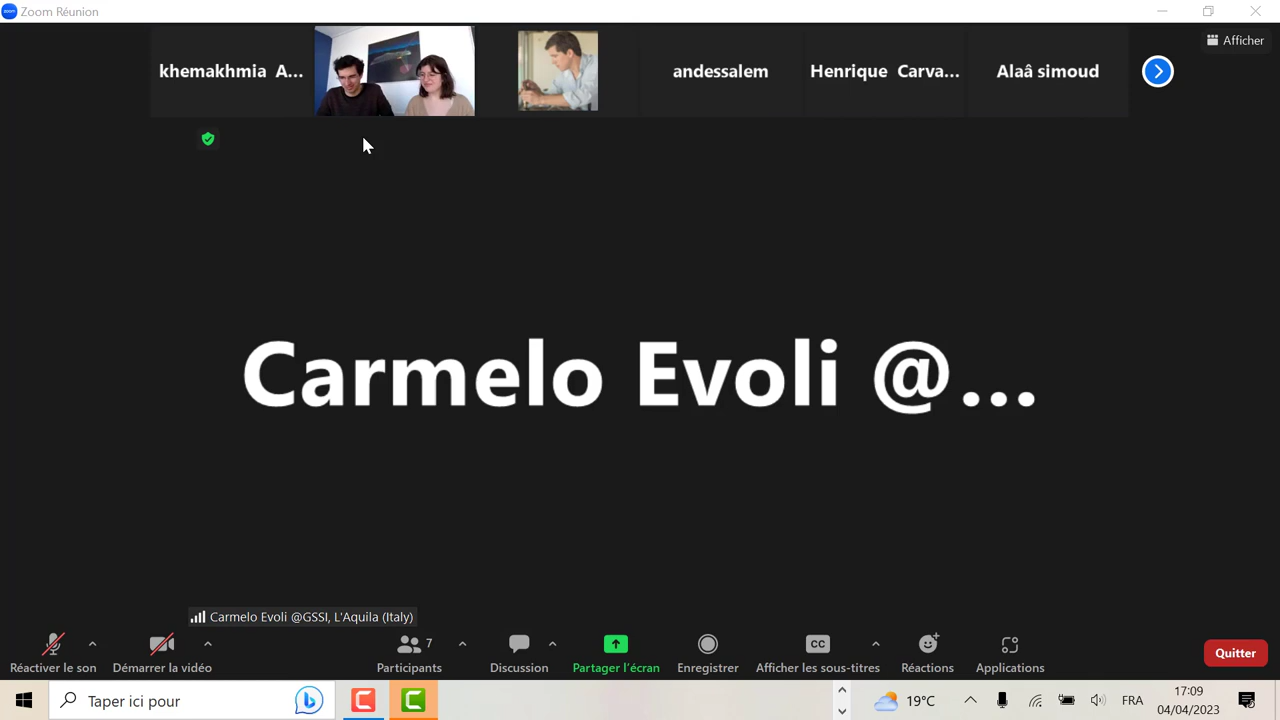 zoom Zoom Réunion
Afficher
khemakhmia A...
andessalem
Henrique Carva...
Alaâ simoud
Carmelo Evoli @...
Carmelo Evoli @GSSI, L'Aquila (Italy)
7
CC
Réactiver le son
Démarrer la vidéo
Participants
Discussion
Partager l'écran
Enregistrer
Afficher les sous-titres
Réactions
Applications
Quitter
Taper ici pour
19°C
FRA
17:09
04/04/2023